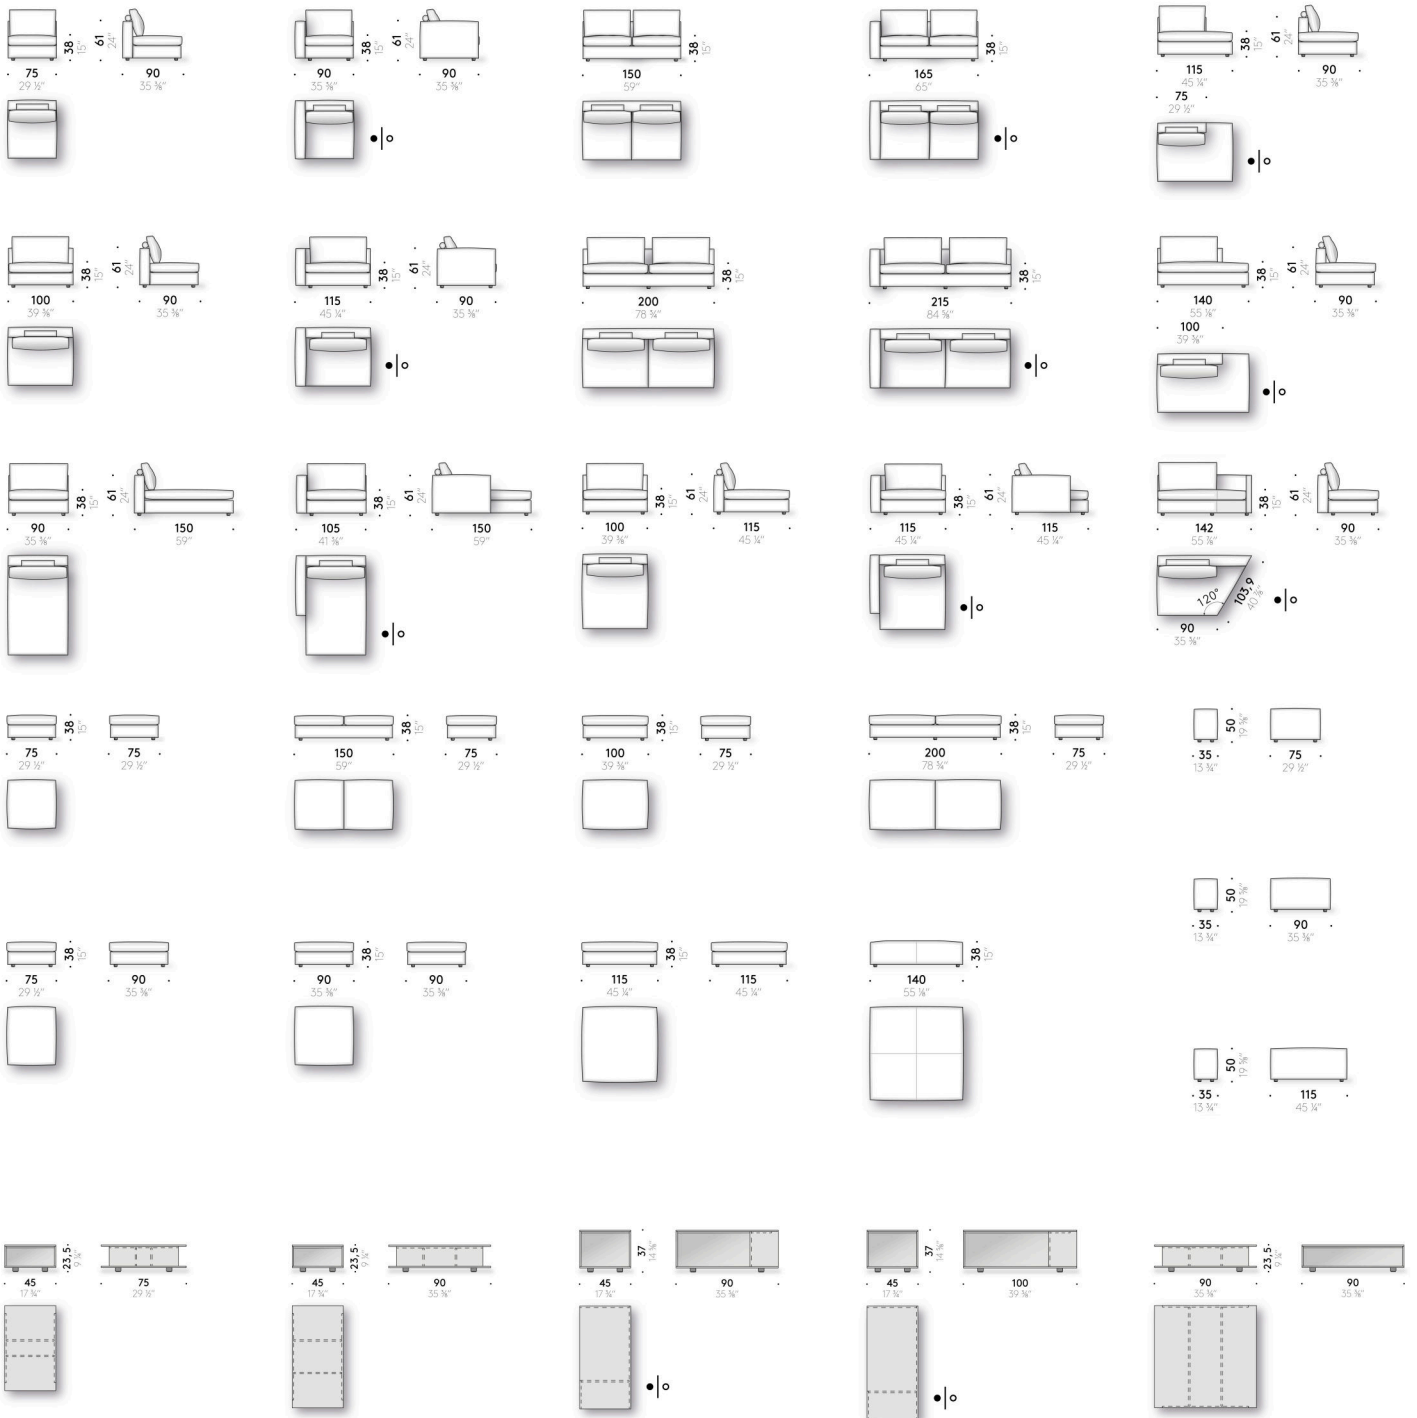 38 15" 61 24" 38 15" 61 24" 38 15" 38 15" 38 15" 61 24"
75 90 90 90 150 165 115 90
29 ½" 35 ⅜" 35 ⅜" 35 ⅜" 59" 65" 45 ¼" 35 ⅜"
75
29 ½"
38 15" 61 24" 38 15" 61 24" 38 15" 38 15" 38 15" 61 24"
100 90 115 90 200 215 140 90
39 ⅜" 35 ⅜" 45 ¼" 35 ⅜" 78 ¾" 84 ⅝" 55 ⅛" 35 ⅜"
100
39 ⅜"
38 15" 61 24" 38 15" 61 24" 38 15" 61 24" 38 15" 61 24" 38 15" 61 24"
90 150 105 150 100 115 115 115 142 90
35 ⅜" 59" 41 ⅜" 59" 39 ⅜" 45 ¼" 45 ¼" 45 ¼" 55 ⅞" 35 ⅜"
120° 103,9 40 ⅞"
90
35 ⅜"
38 15" 38 15" 38 15" 38 15" 50 19 ⅝"
75 75 150 75 100 75 200 75 35 75
29 ½" 29 ½" 59" 29 ½" 39 ⅜" 29 ½" 78 ¾" 29 ½" 13 ¾" 29 ½"
50 19 ⅝"
35 90
13 ¾" 35 ⅜"
38 15" 38 15" 38 15" 38 15"
75 90 90 90 115 115 140
29 ½" 35 ⅜" 35 ⅜" 35 ⅜" 45 ¼" 45 ¼" 55 ⅛"
50 19 ⅝"
35 115
13 ¾" 45 ¼"
23,5 9 ¼" 23,5 9 ¼" 37 14 ⅝" 37 14 ⅝" 23,5 9 ¼"
45 75 45 90 45 90 45 100 90 90
17 ¾" 29 ½" 17 ¾" 35 ⅜" 17 ¾" 35 ⅜" 17 ¾" 39 ⅜" 35 ⅜" 35 ⅜"